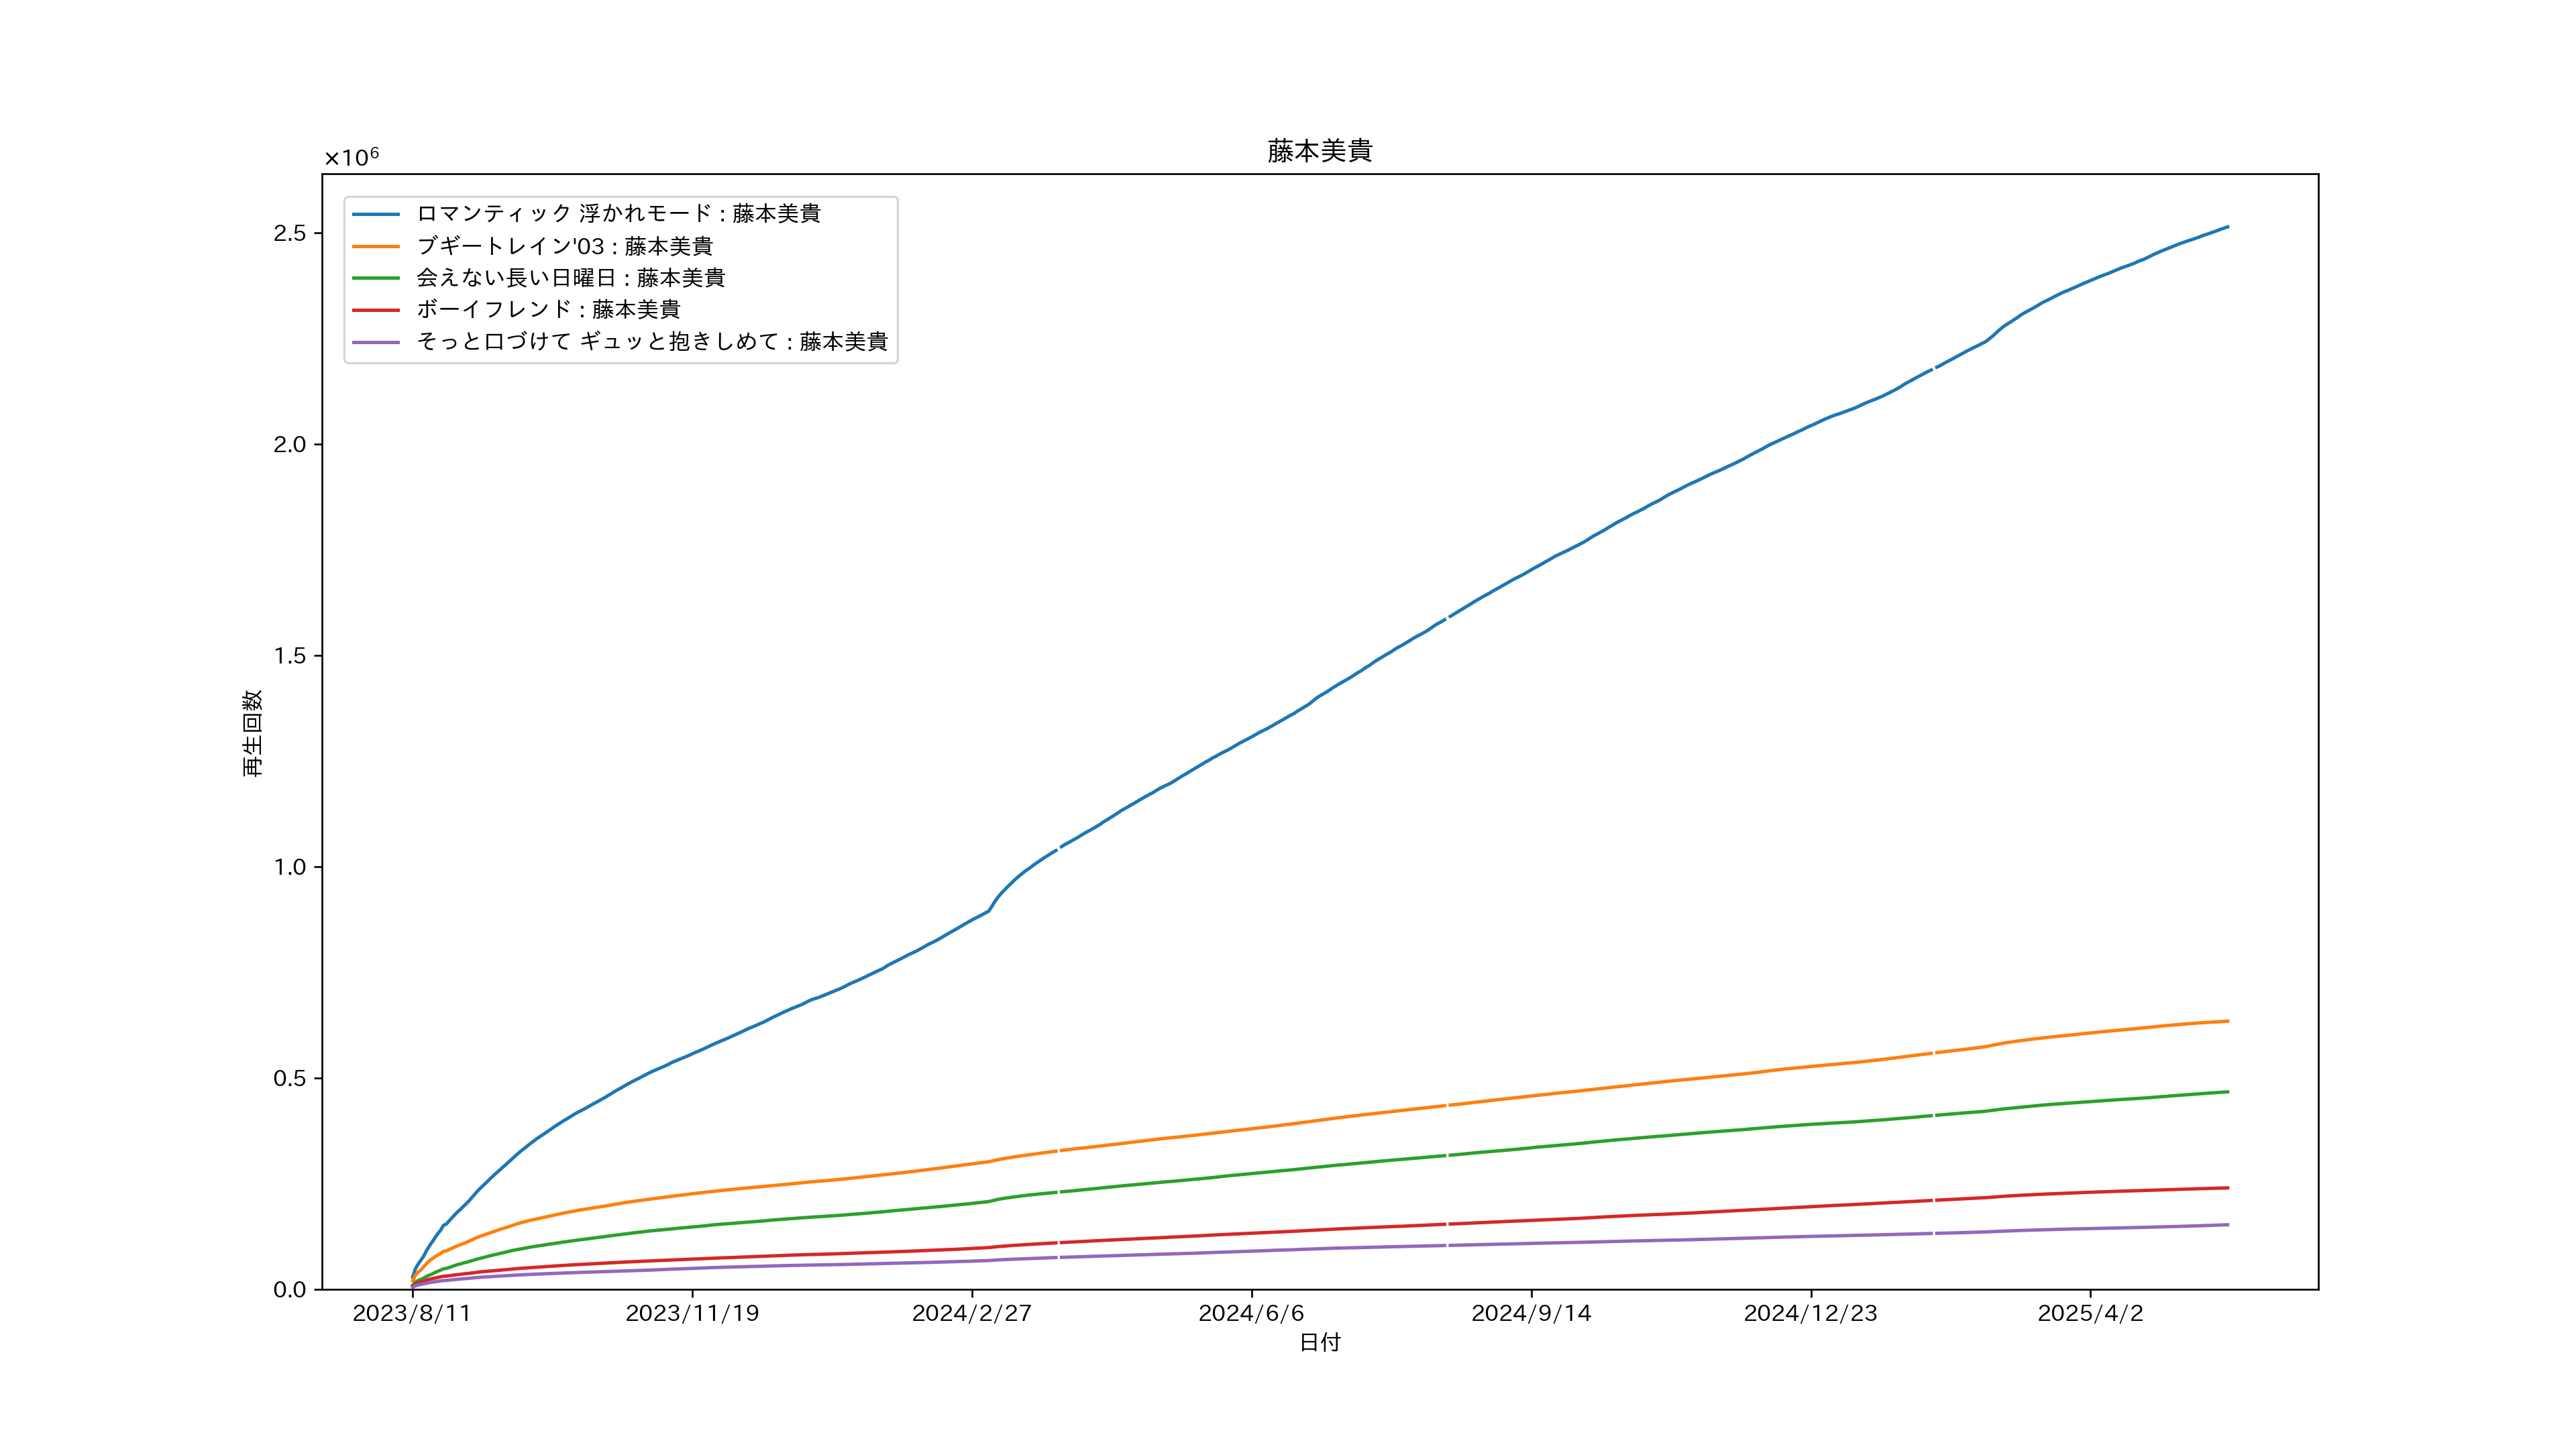 藤本美貴
×10⁶
ロマンティック 浮かれモード : 藤本美貴
ブギートレイン'03 : 藤本美貴
会えない長い日曜日 : 藤本美貴
ボーイフレンド : 藤本美貴
そっと口づけて ギュッと抱きしめて : 藤本美貴
2.5
2.0
1.5
1.0
0.5
0.0
再生回数
2023/8/11 2023/11/19 2024/2/27 2024/6/6 2024/9/14 2024/12/23 2025/4/2
日付